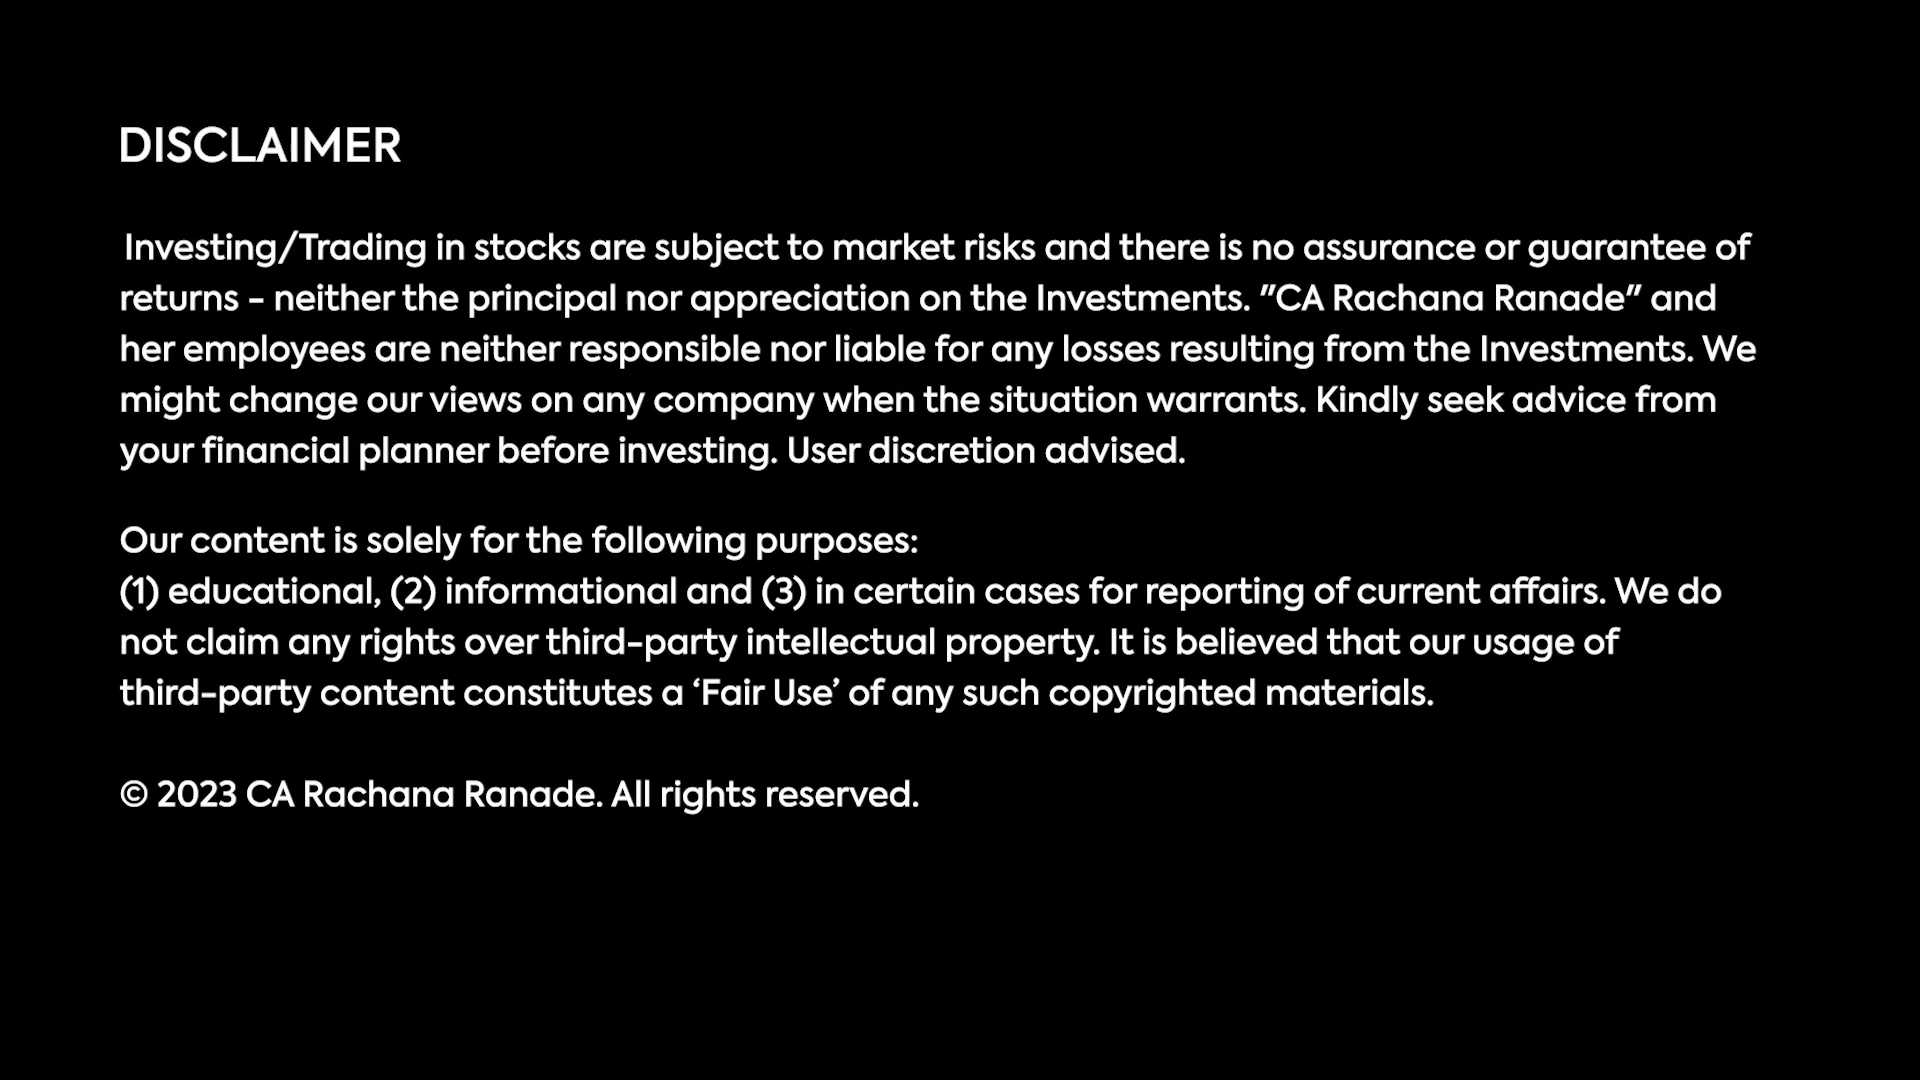 DISCLAIMER
Investing/Trading in stocks are subject to market risks and there is no assurance or guarantee of
returns - neither the principal nor appreciation on the Investments. "CA Rachana Ranade" and
her employees are neither responsible nor liable for any losses resulting from the Investments. We
might change our views on any company when the situation warrants. Kindly seek advice from
your financial planner before investing. User discretion advised.
Our content is solely for the following purposes:
(1) educational, (2) informational and (3) in certain cases for reporting of current affairs. We do
not claim any rights over third-party intellectual property. It is believed that our usage of
third-party content constitutes a ‘Fair Use’ of any such copyrighted materials.
© 2023 CA Rachana Ranade. All rights reserved.